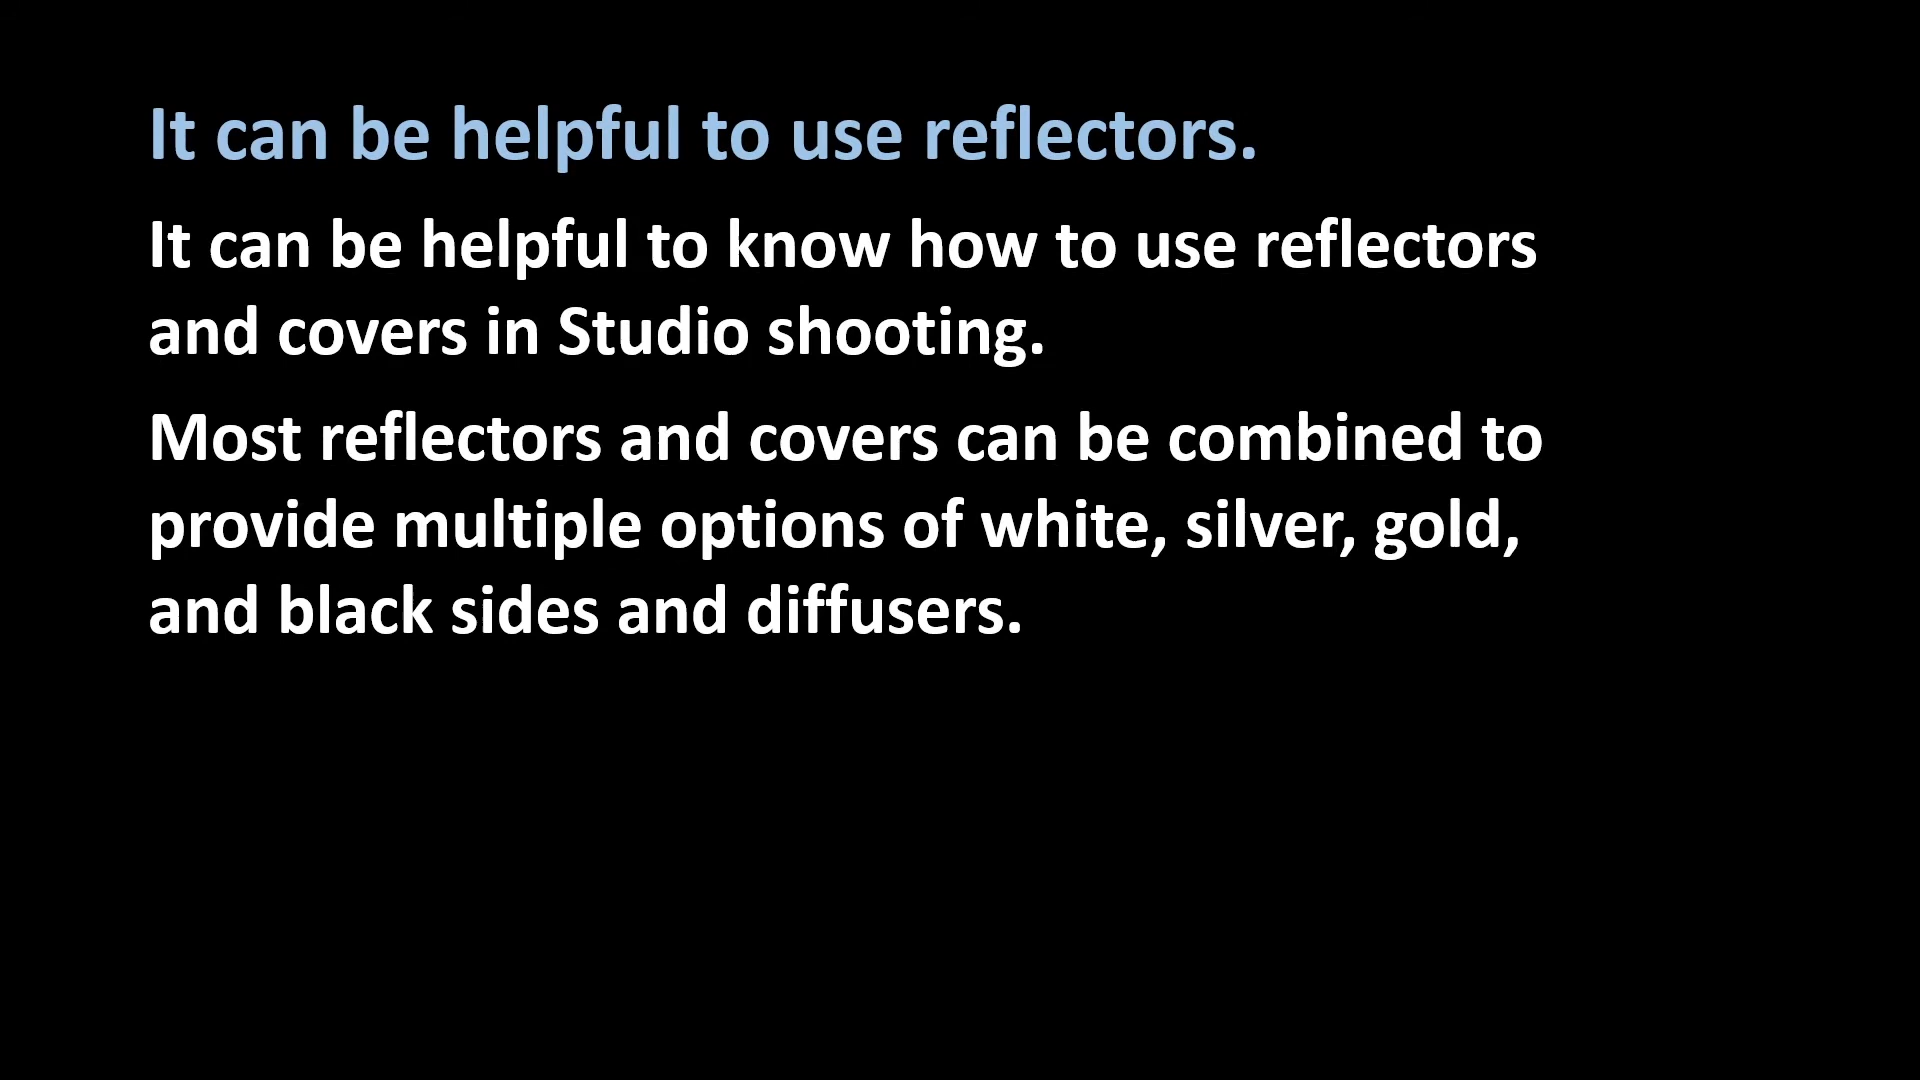 It can be helpful to use reflectors.
It can be helpful to know how to use reflectors
and covers in Studio shooting.
Most reflectors and covers can be combined to
provide multiple options of white, silver, gold,
and black sides and diffusers.